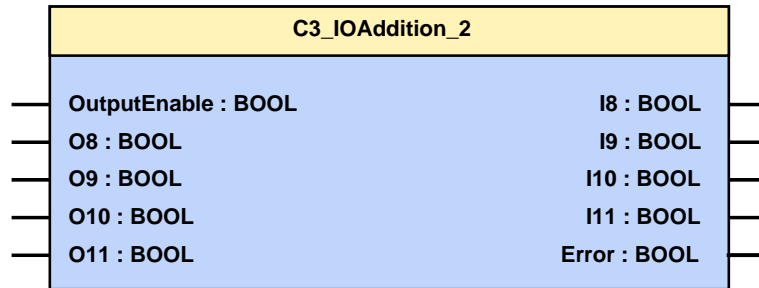 C3_IOAddition_2
OutputEnable : BOOL I8 : BOOL
O8 : BOOL I9 : BOOL
O9 : BOOL I10 : BOOL
O10 : BOOL I11 : BOOL
O11 : BOOL Error : BOOL